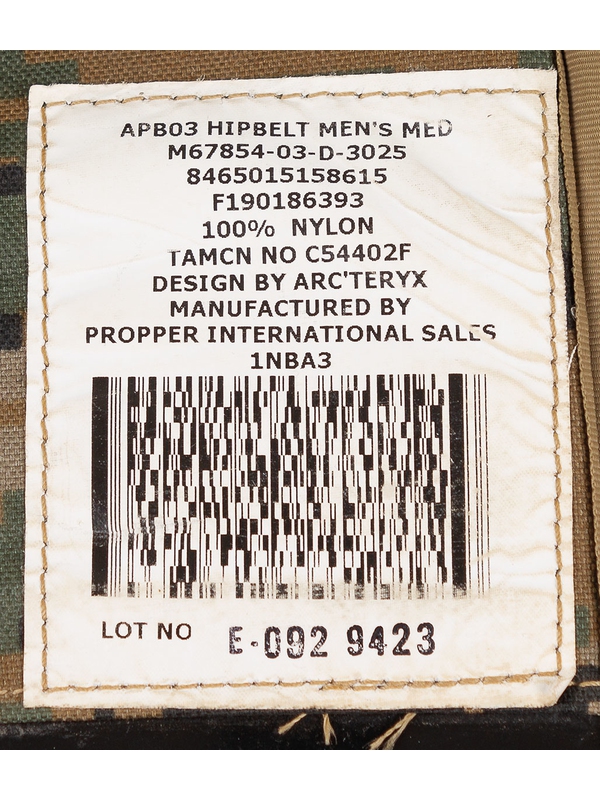 APB03 HIPBELT MEN'S MED
M67854-03-D-3025
8465015158615
F190186393
100% NYLON
TAMCN NO C54402F
DESIGN BY ARC'TERYX
MANUFACTURED BY
PROPPER INTERNATIONAL SALES
1NBA3
LOT NO E-092 9423